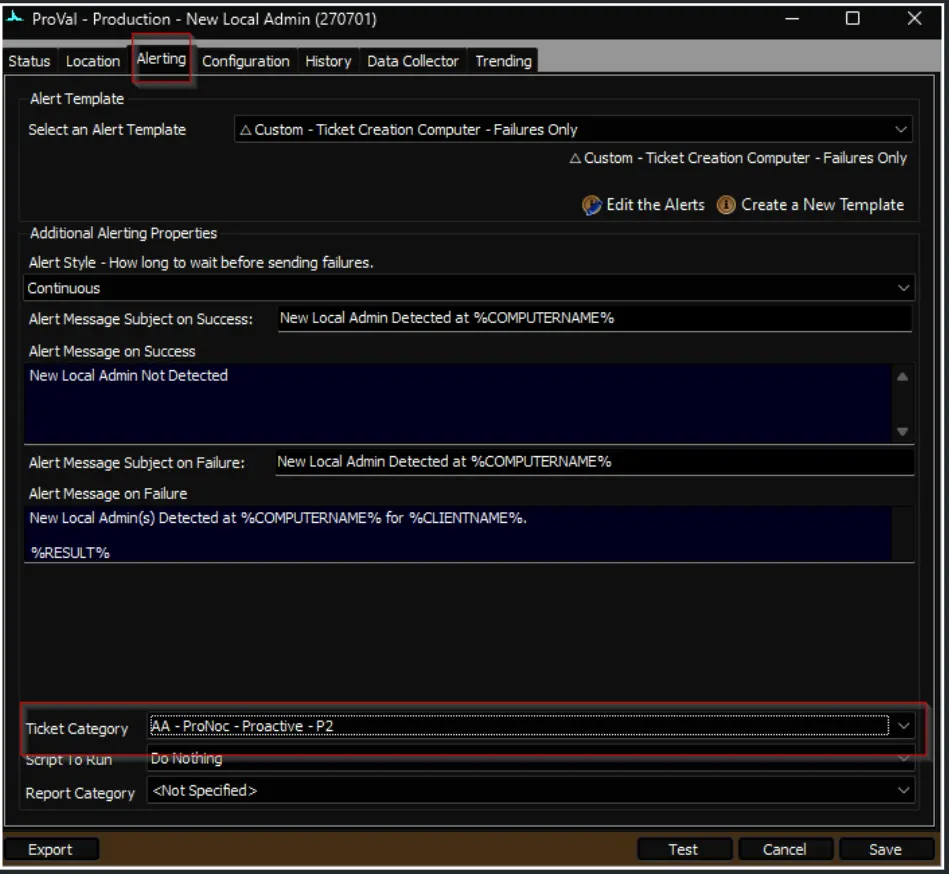 ProVal - Production - New Local Admin (270701)
Status Location Alerting Configuration History Data Collector Trending
Alert Template
Select an Alert Template △ Custom - Ticket Creation Computer - Failures Only
△ Custom - Ticket Creation Computer - Failures Only
Edit the Alerts Create a New Template
Additional Alerting Properties
Alert Style - How long to wait before sending failures.
Continuous
Alert Message Subject on Success: New Local Admin Detected at %COMPUTERNAME%
Alert Message on Success
New Local Admin Not Detected
Alert Message Subject on Failure: New Local Admin Detected at %COMPUTERNAME%
Alert Message on Failure
New Local Admin(s) Detected at %COMPUTERNAME% for %CLIENTNAME%.
%RESULT%
Ticket Category AA - ProNoc - Proactive - P2
Script To Run Do Nothing
Report Category <Not Specified>
Export Test Cancel Save